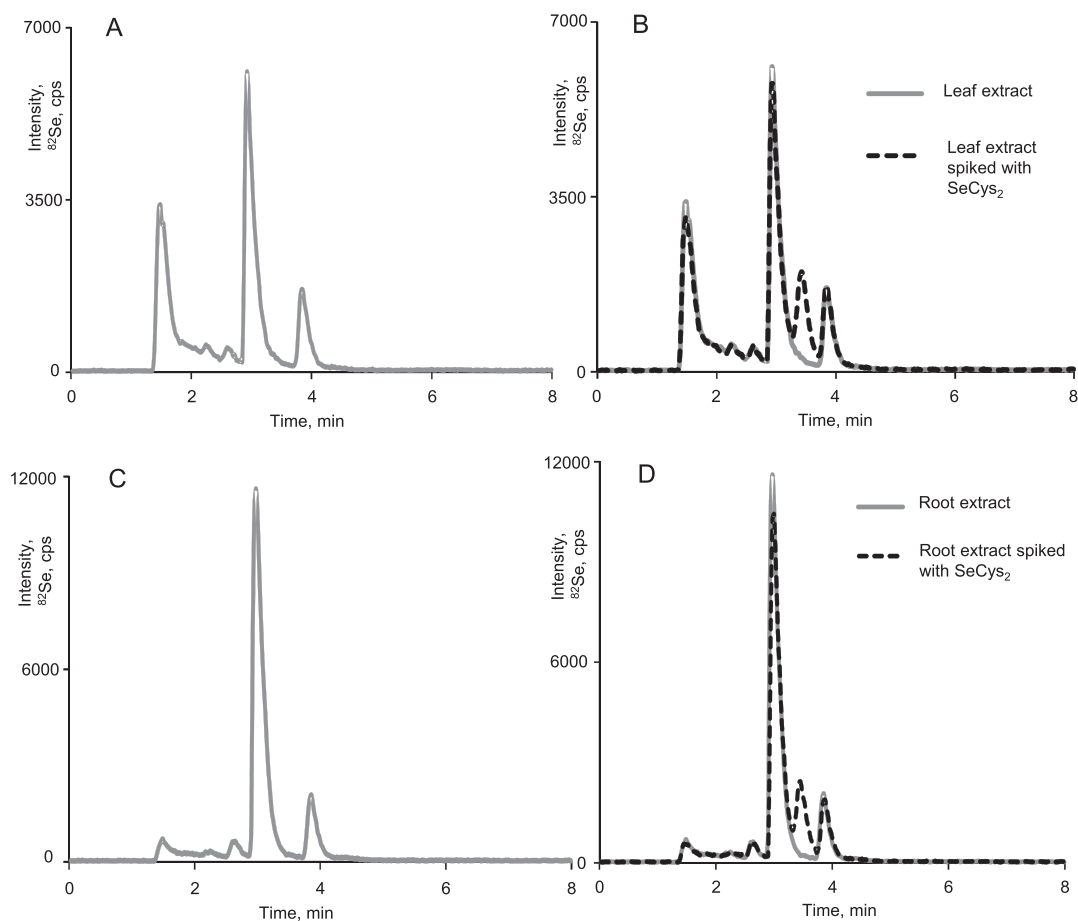 A
7000
3500
0
Intensity,
82Se, cps
0 2 4 6 8
Time, min
B
7000
3500
0
Intensity,
82Se, cps
Leaf extract
Leaf extract
spiked with
SeCys2
0 2 4 6 8
Time, min
C
12000
6000
0
Intensity,
82Se, cps
0 2 4 6 8
Time, min
D
12000
6000
0
Intensity,
82Se, cps
Root extract
Root extract spiked
with SeCys2
0 2 4 6 8
Time, min